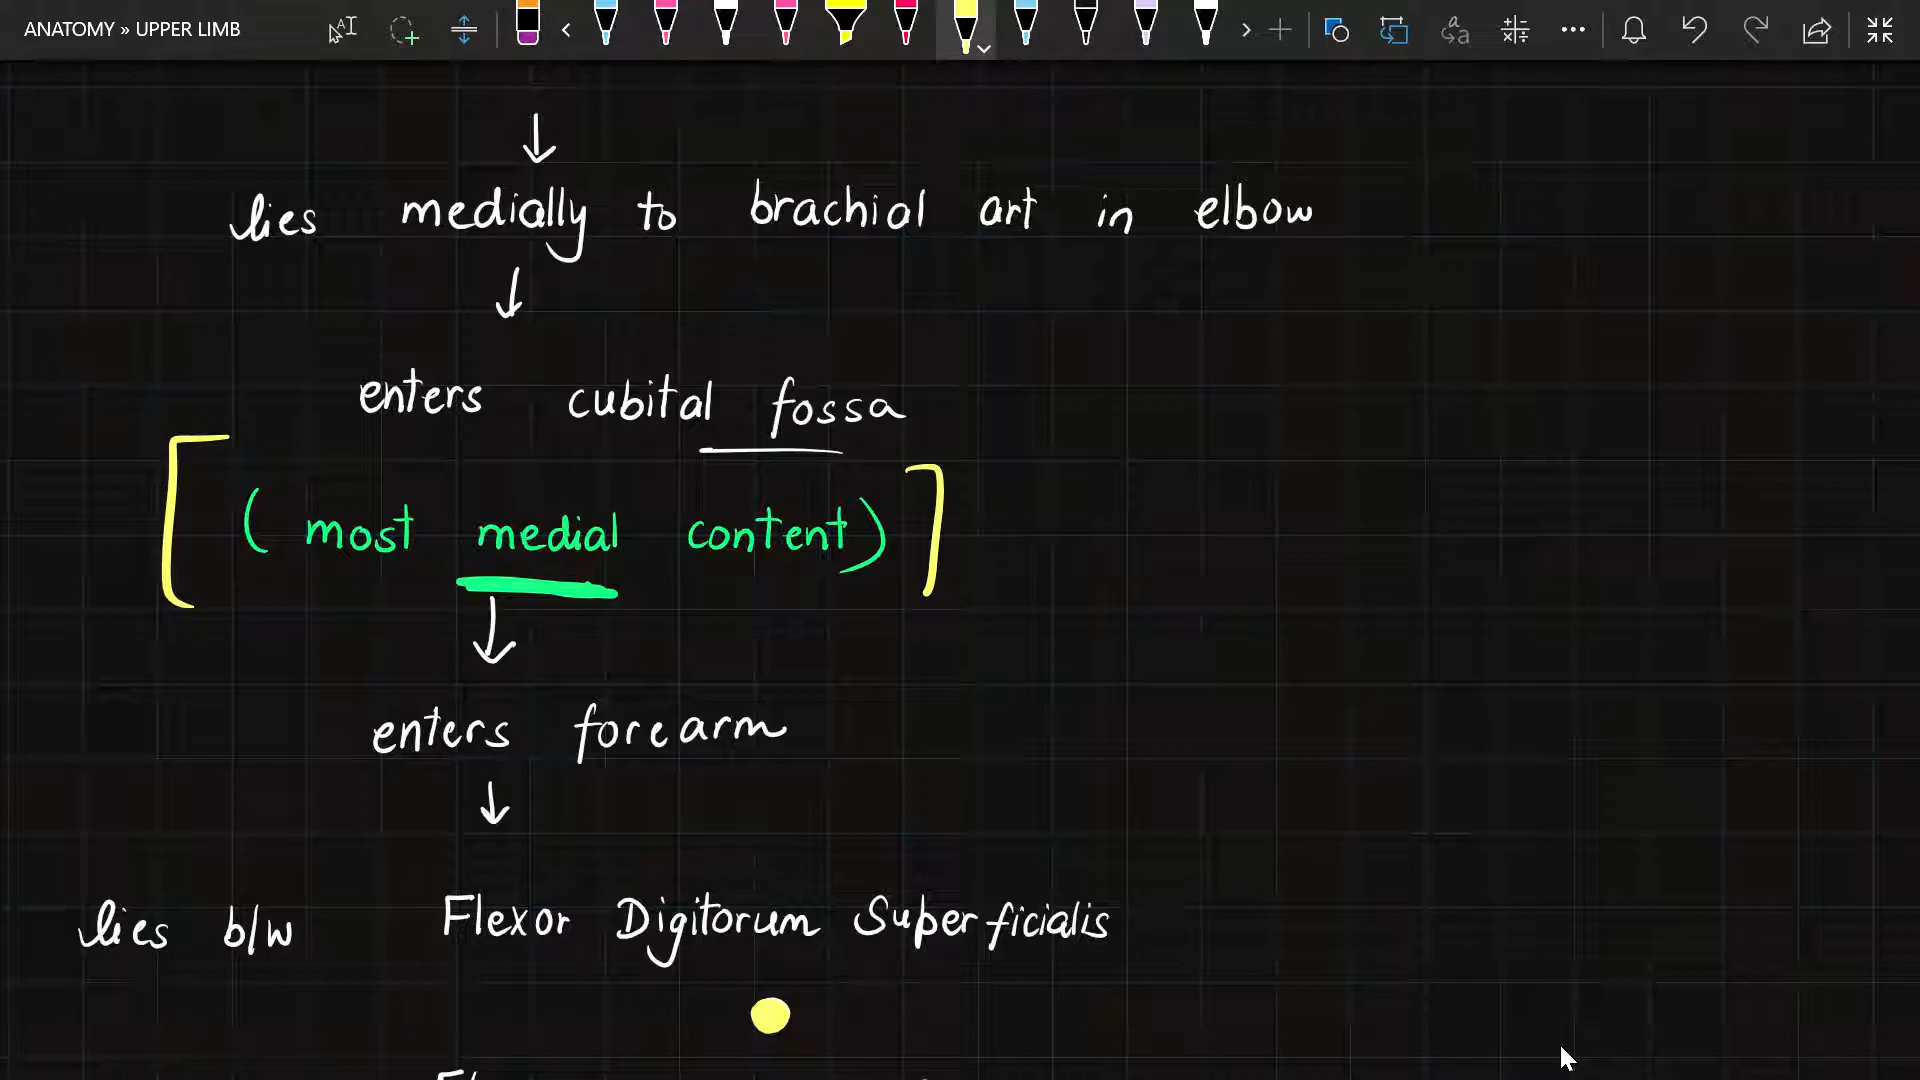 ANATOMY » UPPER LIMB
↓
lies medially to brachial art in elbow
↓
enters cubital fossa
[( most medial content)]
↓
enters forearm
↓
lies b/w Flexor Digitorum Superficialis